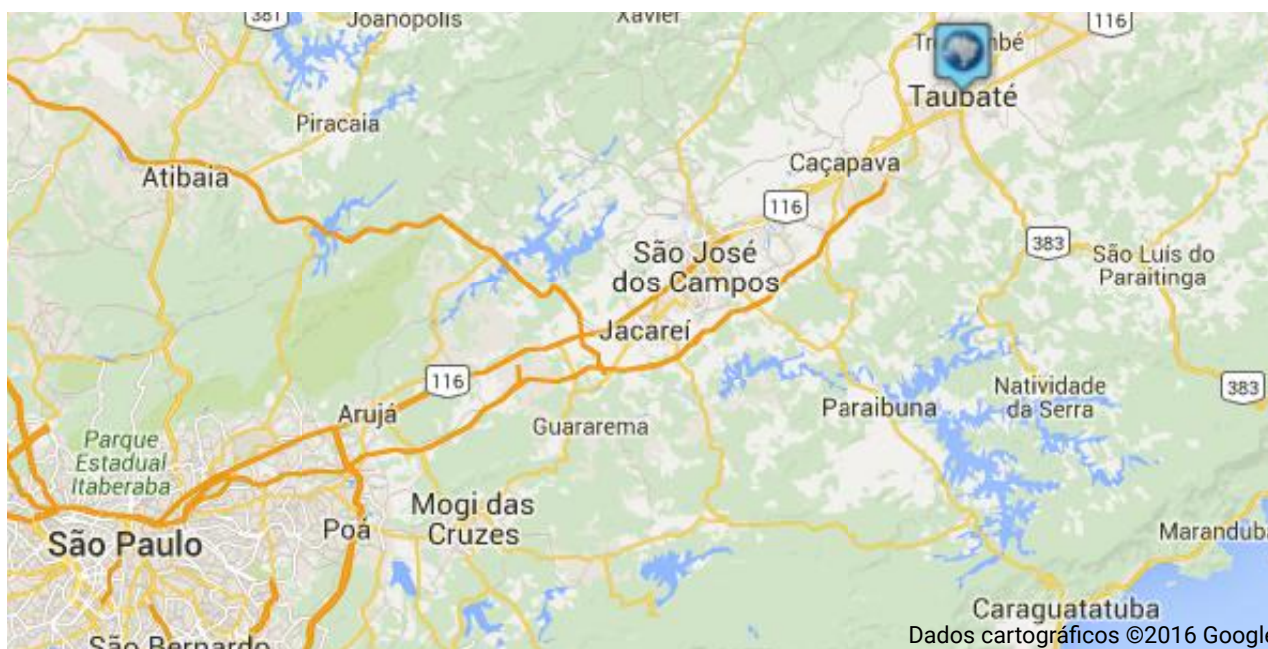 381
Joanópolis
Xavier
116
Taubaté
Piracaia
Caçapava
Atibaia
116
São José
dos Campos
383
São Luís do
Paraitinga
Jacareí
116
Natividade
da Serra
383
Arujá
Paraibuna
Guararema
Parque
Estadual
Itaberaba
Mogi das
Cruzes
Poá
São Paulo
Maranduba
Caraguatatuba
São Bernardo
Dados cartográficos ©2016 Google